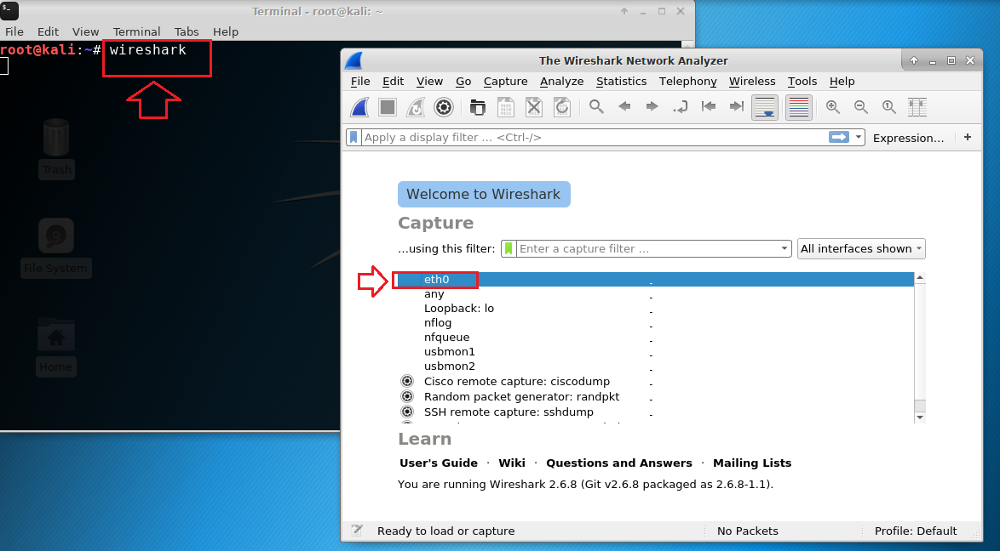 Terminal - root@kali: ~
File Edit View Terminal Tabs Help
root@kali:~# wireshark
Trash
File System
Home
The Wireshark Network Analyzer
File Edit View Go Capture Analyze Statistics Telephony Wireless Tools Help
Apply a display filter … <Ctrl-/>
Expression…
+
Welcome to Wireshark
Capture
…using this filter:
Enter a capture filter …
All interfaces shown
eth0
any
Loopback: lo
nflog
nfqueue
usbmon1
usbmon2
Cisco remote capture: ciscodump
Random packet generator: randpkt
SSH remote capture: sshdump
Learn
User's Guide · Wiki · Questions and Answers · Mailing Lists
You are running Wireshark 2.6.8 (Git v2.6.8 packaged as 2.6.8-1.1).
Ready to load or capture
No Packets
Profile: Default